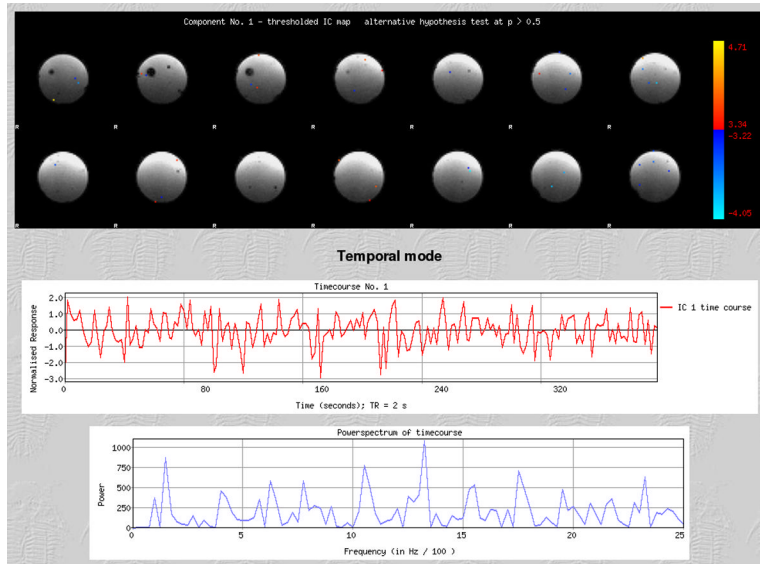 Component No. 1 - thresholded IC map alternative hypothesis test at p > 0.5
4.71
3.34
-3.22
-4.05
R R R R R R R
R R R R R R R
Temporal mode
Timecourse No. 1
2.0
1.0
0.0
-1.0
-2.0
-3.0
Normalised Response
IC 1 time course
0 80 160 240 320
Time (seconds); TR = 2 s
Powerspectrum of timecourse
1000
750
500
250
0
Power
0 5 10 15 20 25
Frequency (in Hz / 100 )